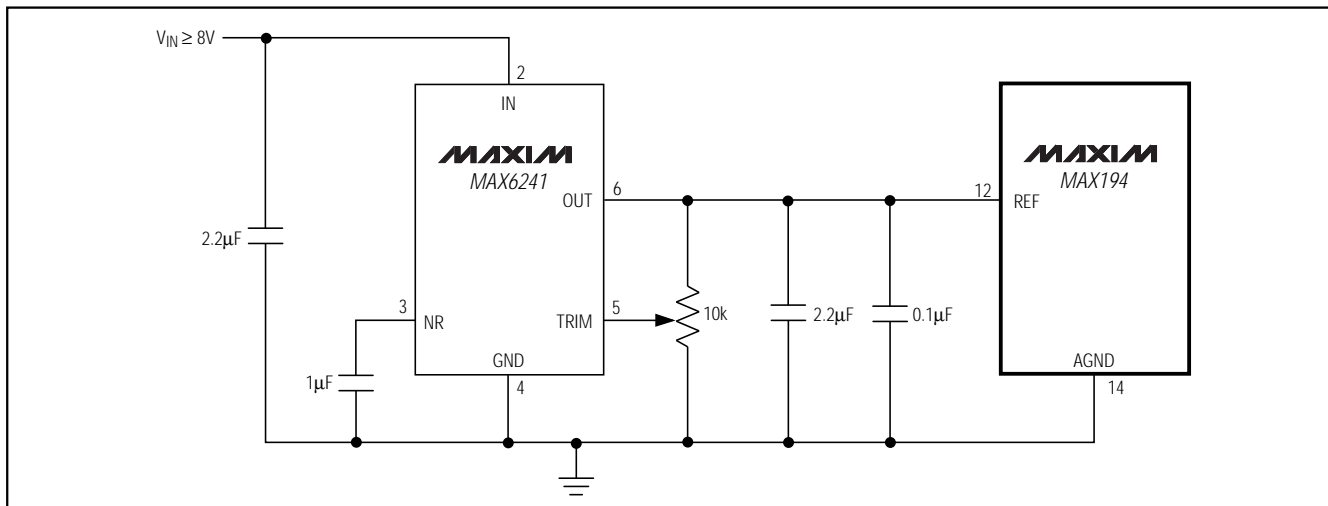 VIN ≥ 8V
2
IN
MAXIM
MAX6241
OUT
6
2.2μF
3
NR
TRIM
5
10k
2.2μF
0.1μF
1μF
GND
4
MAXIM
MAX194
12
REF
AGND
14